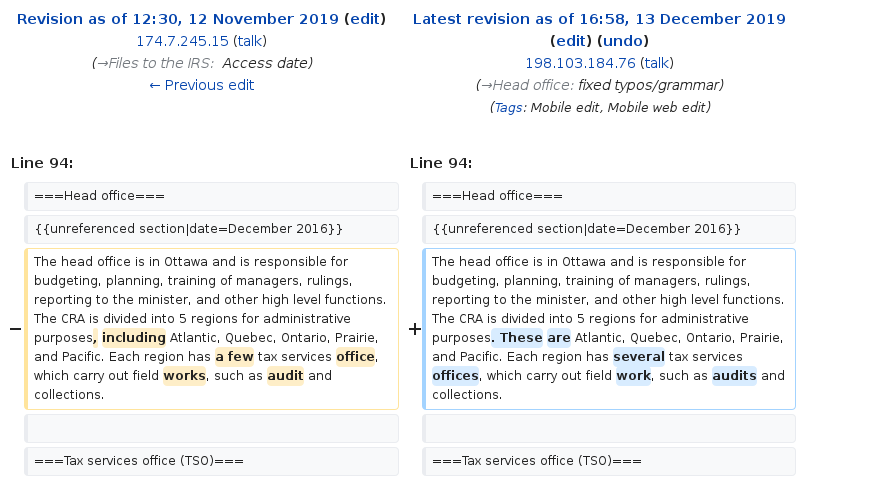 Revision as of 12:30, 12 November 2019 (edit)
174.7.245.15 (talk)
(→Files to the IRS: Access date)
← Previous edit
Latest revision as of 16:58, 13 December 2019
(edit) (undo)
198.103.184.76 (talk)
(→Head office: fixed typos/grammar)
(Tags: Mobile edit, Mobile web edit)
Line 94:
===Head office===
{{unreferenced section|date=December 2016}}
−
The head office is in Ottawa and is responsible for
budgeting, planning, training of managers, rulings,
reporting to the minister, and other high level functions.
The CRA is divided into 5 regions for administrative
purposes, including Atlantic, Quebec, Ontario, Prairie,
and Pacific. Each region has a few tax services office,
which carry out field works, such as audit and
collections.
===Tax services office (TSO)===
Line 94:
===Head office===
{{unreferenced section|date=December 2016}}
+
The head office is in Ottawa and is responsible for
budgeting, planning, training of managers, rulings,
reporting to the minister, and other high level functions.
The CRA is divided into 5 regions for administrative
purposes. These are Atlantic, Quebec, Ontario, Prairie,
and Pacific. Each region has several tax services
offices, which carry out field work, such as audits and
collections.
===Tax services office (TSO)===